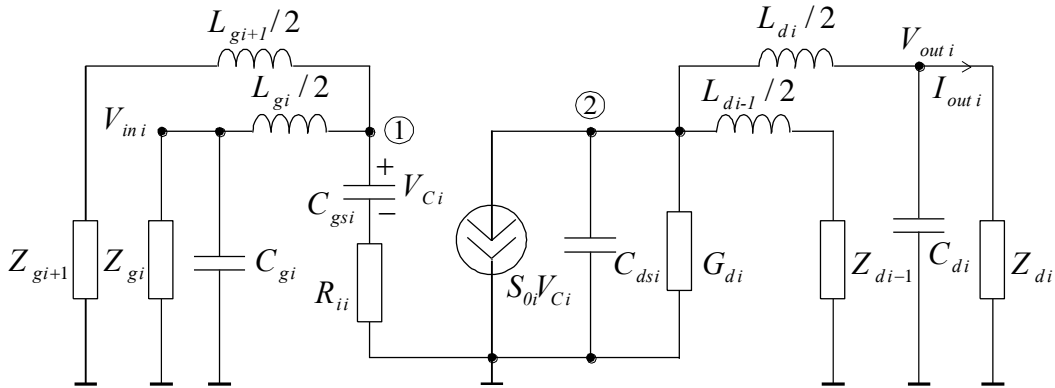 L_{gi+1}/2
L_{di}/2
V_{out i}
L_{gi}/2
L_{di-1}/2
I_{out i}
V_{in i}
①
②
+
V_{Ci}
C_{gsi}
−
Z_{gi+1}
Z_{gi}
C_{gi}
R_{ii}
S_{0i}V_{Ci}
C_{dsi}
G_{di}
Z_{di−1}
C_{di}
Z_{di}